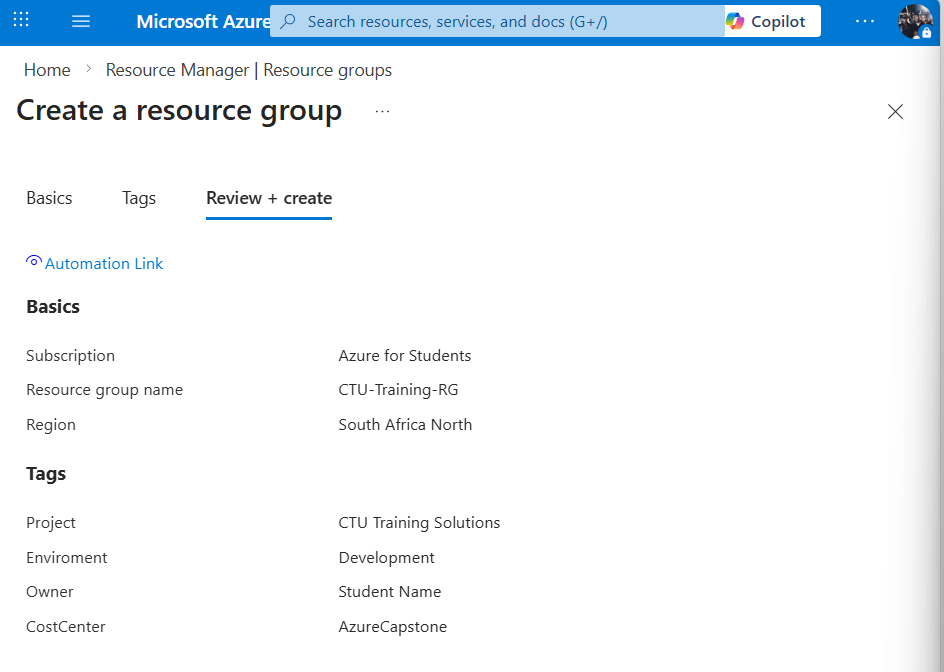 Microsoft Azure Search resources, services, and docs (G+/) Copilot ...
Home > Resource Manager | Resource groups
Create a resource group ...
Basics Tags Review + create
Automation Link
Basics
Subscription Azure for Students
Resource group name CTU-Training-RG
Region South Africa North
Tags
Project CTU Training Solutions
Enviroment Development
Owner Student Name
CostCenter AzureCapstone